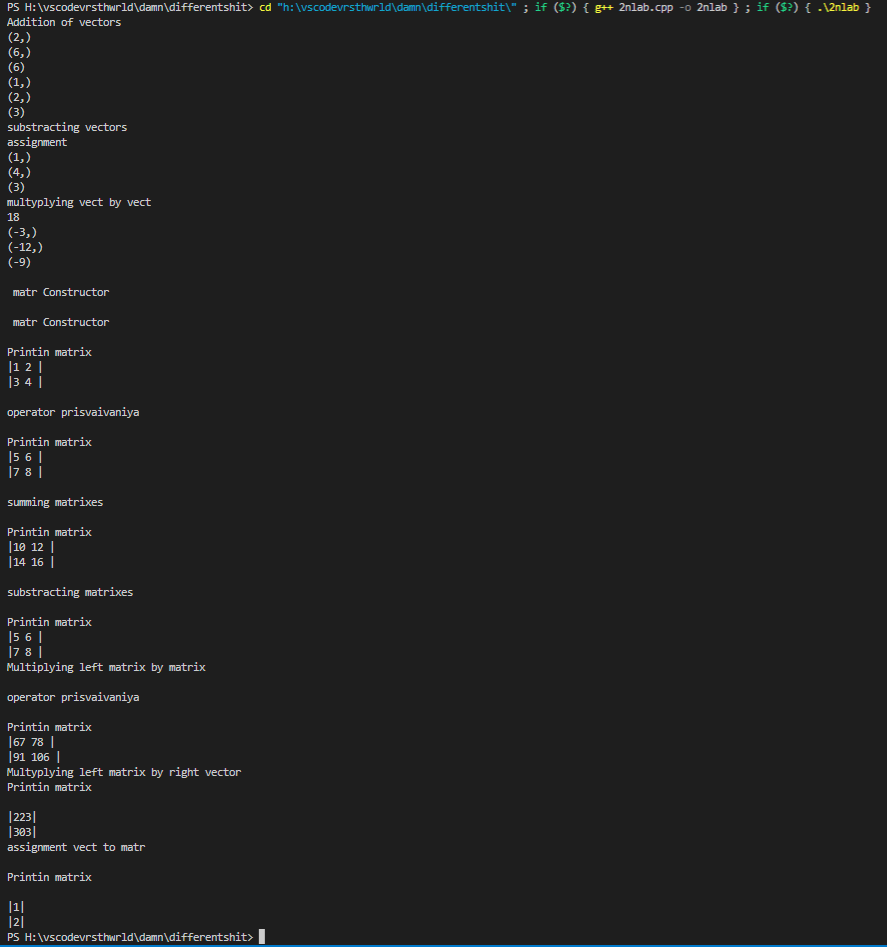 PS H:\vscodevrsthwrld\damn\differentshit> cd "h:\vscodevrsthwrld\damn\differentshit\" ; if ($?) { g++ 2nlab.cpp -o 2nlab } ; if ($?) { .\2nlab }
Addition of vectors
(2,)
(6,)
(6)
(1,)
(2,)
(3)
substracting vectors
assignment
(1,)
(4,)
(3)
multyplying vect by vect
18
(-3,)
(-12,)
(-9)
matr Constructor
matr Constructor
Printin matrix
|1 2 |
|3 4 |
operator prisvaivaniya
Printin matrix
|5 6 |
|7 8 |
summing matrixes
Printin matrix
|10 12 |
|14 16 |
substracting matrixes
Printin matrix
|5 6 |
|7 8 |
Multiplying left matrix by matrix
operator prisvaivaniya
Printin matrix
|67 78 |
|91 106 |
Multyplying left matrix by right vector
Printin matrix
|223|
|303|
assignment vect to matr
Printin matrix
|1|
|2|
PS H:\vscodevrsthwrld\damn\differentshit>